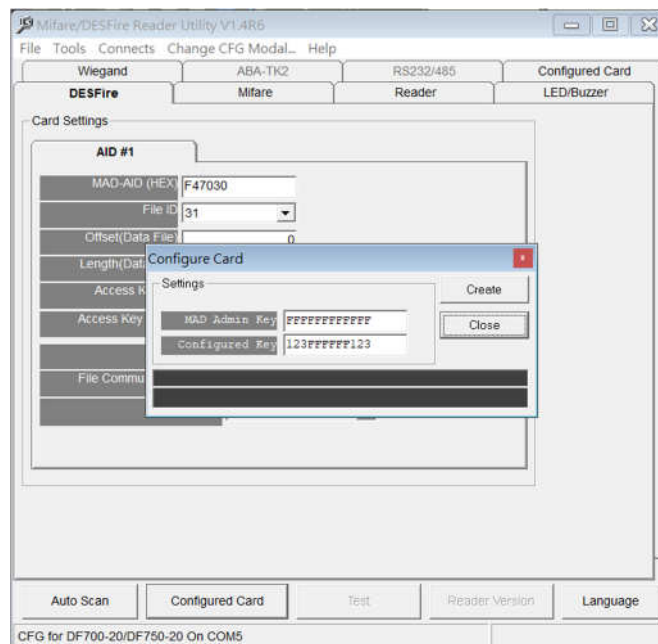 Mifare/DESFire Reader Utility V1.4R6
File Tools Connects Change CFG Modal... Help
Wiegand ABA-TK2 RS232/485 Configured Card
DESFire Mifare Reader LED/Buzzer
Card Settings
AID #1
MAD-AID (HEX) F47030
File ID 31
Offset(Data File) 0
Configure Card
Length(Dat
Settings
Create
Access K
MAD Admin Key FFFFFFFFFFFF
Access Key
Close
Configured Key 123FFFFFF123
File Commu
Auto Scan Configured Card Test Reader Version Language
CFG for DF700-20/DF750-20 On COM5